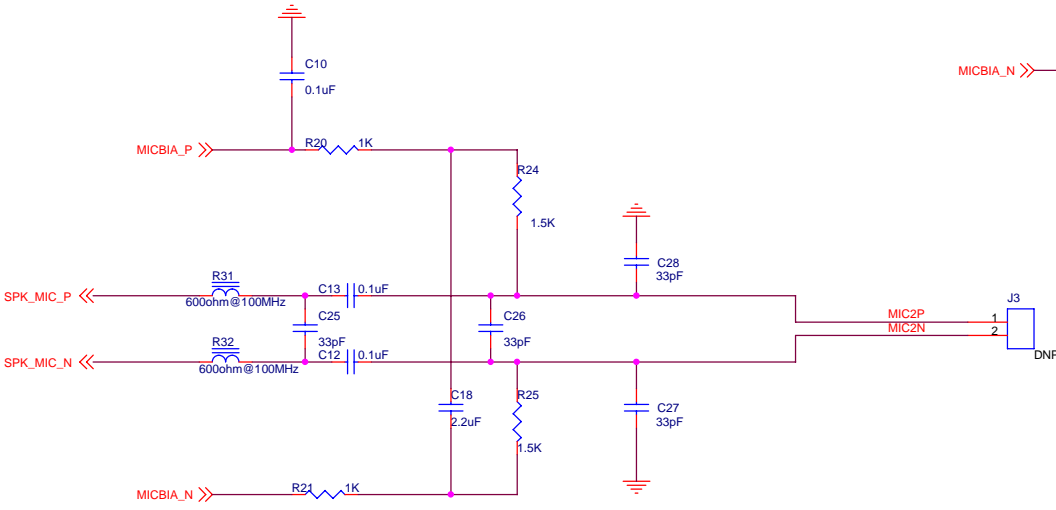 C10
0.1uF
MICBIA_N
MICBIA_P
R20 1K
R24
1.5K
C28
33pF
R31
SPK_MIC_P
600ohm@100MHz
C13 0.1uF
J3
C25
33pF
C26
33pF
MIC2P 1
MIC2N 2
R32
C12 0.1uF
DNP
SPK_MIC_N
600ohm@100MHz
C18
2.2uF
R25
1.5K
C27
33pF
MICBIA_N
R21 1K